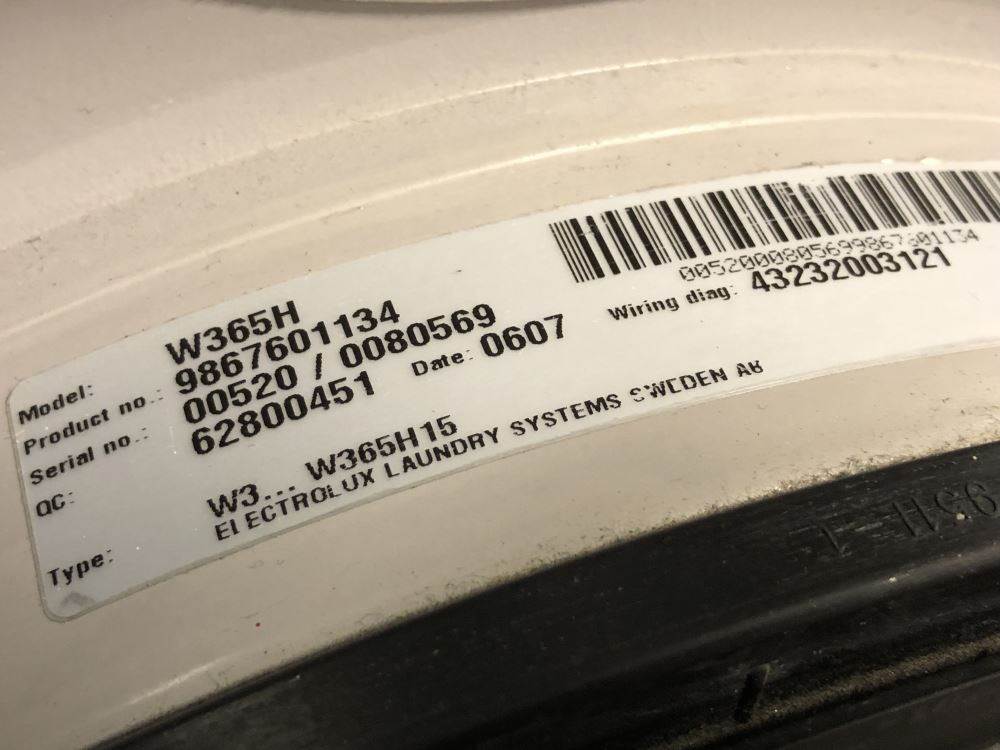 0052000805699867601134
Model: W365H
Product no.: 9867601134
Serial no.: 00520 / 0080569
QC: 62800451 Date: 0607 Wiring diag: 43232003121
Type: W3... W365H15
ELECTROLUX LAUNDRY SYSTEMS SWEDEN AB